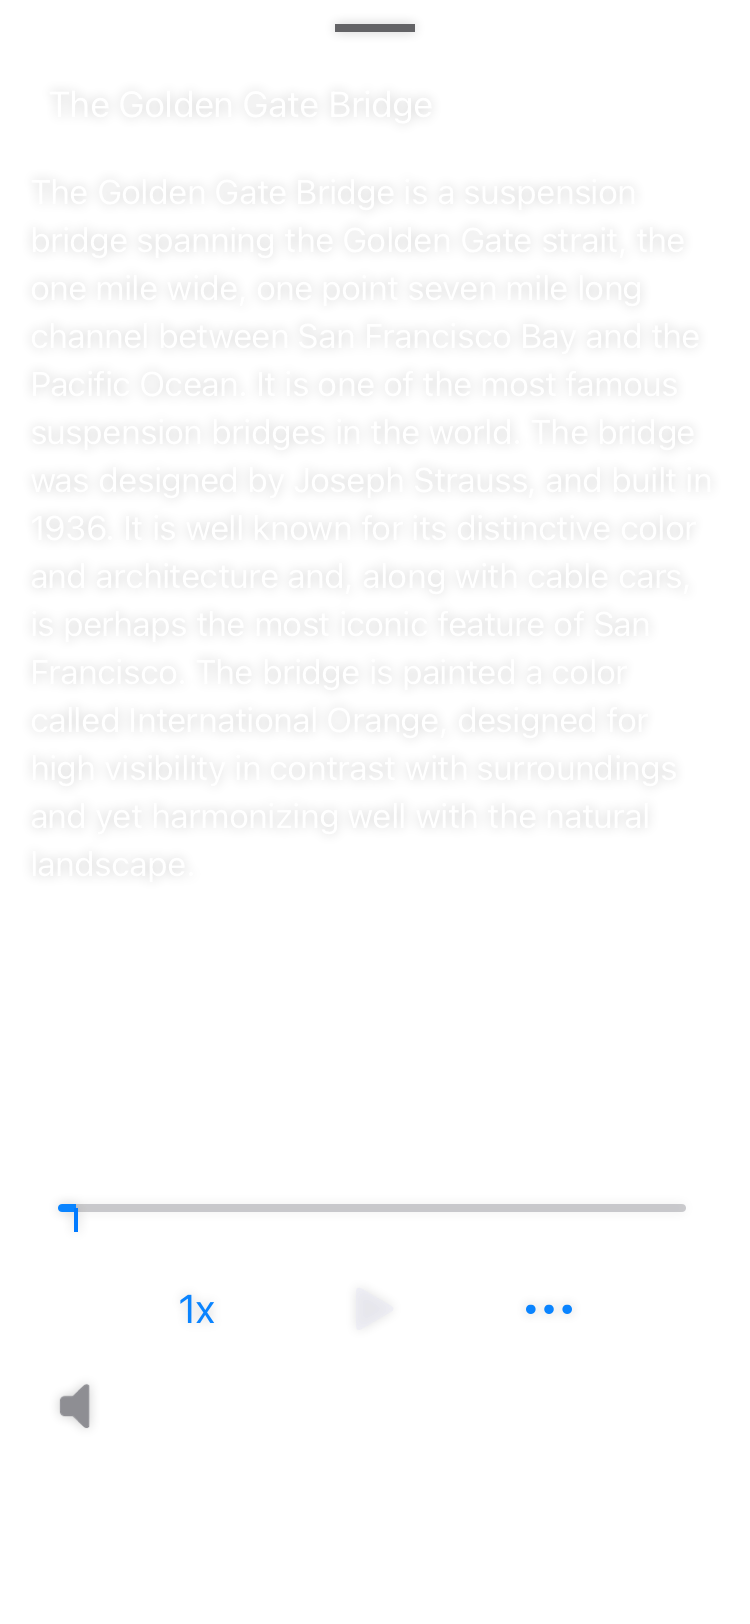 The Golden Gate Bridge
The Golden Gate Bridge is a suspension
bridge spanning the Golden Gate strait, the
one mile wide, one point seven mile long
channel between San Francisco Bay and the
Pacific Ocean. It is one of the most famous
suspension bridges in the world. The bridge
was designed by Joseph Strauss, and built in
1936. It is well known for its distinctive color
and architecture and, along with cable cars,
is perhaps the most iconic feature of San
Francisco. The bridge is painted a color
called International Orange, designed for
high visibility in contrast with surroundings
and yet harmonizing well with the natural
landscape.
1x